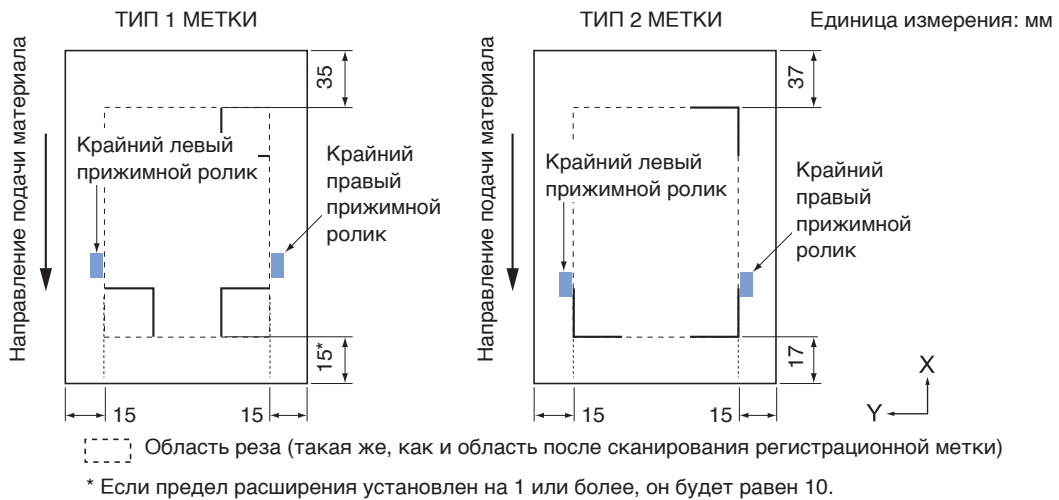 ТИП 1 МЕТКИ
ТИП 2 МЕТКИ
Единица измерения: мм
Направление подачи материала
35
Крайний левый
прижимной ролик
Крайний
правый
прижимной
ролик
15*
15
15
Направление подачи материала
37
Крайний левый
прижимной ролик
Крайний
правый
прижимной
ролик
17
15
15
X
Y
Область реза (такая же, как и область после сканирования регистрационной метки)
* Если предел расширения установлен на 1 или более, он будет равен 10.